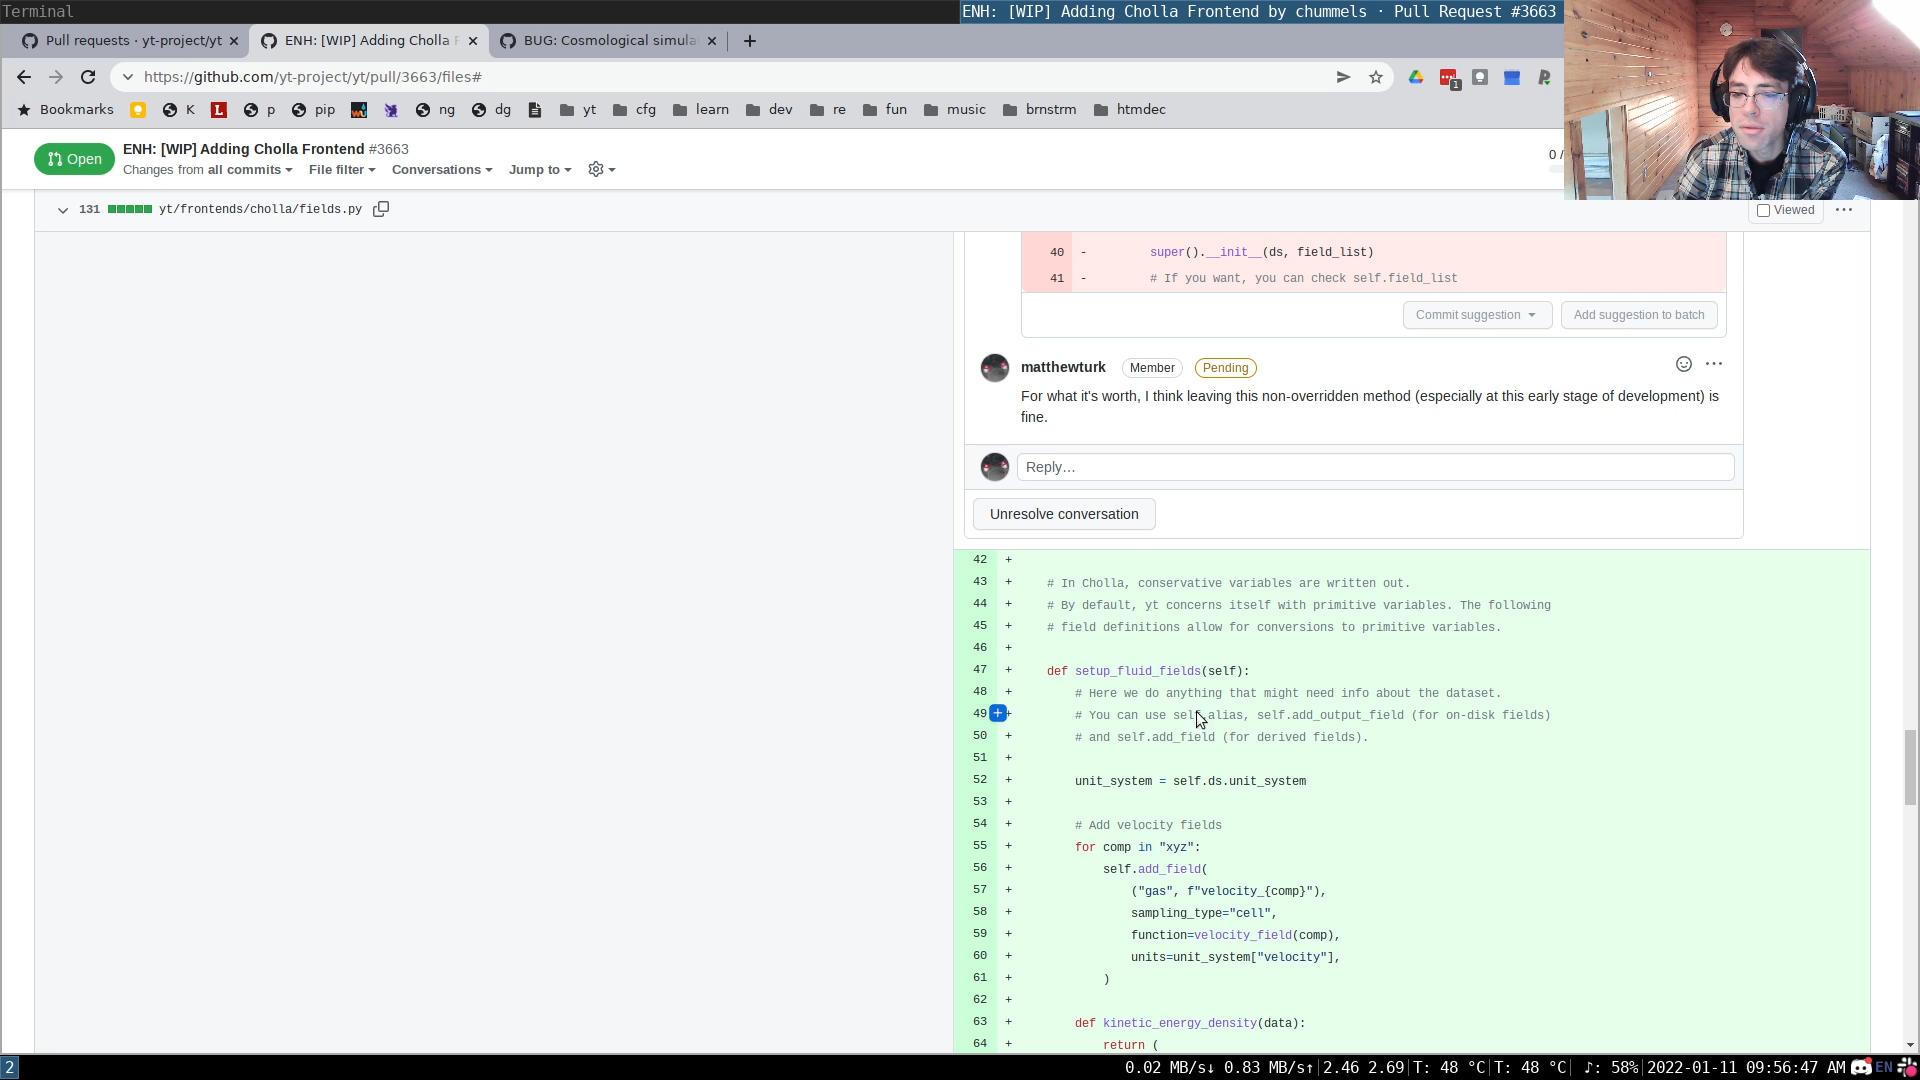 Terminal
ENH: [WIP] Adding Cholla Frontend by chummels · Pull Request #3663
Pull requests · yt-project/yt
ENH: [WIP] Adding Cholla F
BUG: Cosmological simula
https://github.com/yt-project/yt/pull/3663/files#
1
Bookmarks
K
L
p
pip
ng
dg
yt
cfg
learn
dev
re
fun
music
brnstrm
htmdec
Open
ENH: [WIP] Adding Cholla Frontend #3663
Changes from all commits
File filter
Conversations
Jump to
0 /
131 yt/frontends/cholla/fields.py
Viewed
40 - super().__init__(ds, field_list)
41 - # If you want, you can check self.field_list
Commit suggestion
Add suggestion to batch
matthewturk Member Pending
For what it's worth, I think leaving this non-overridden method (especially at this early stage of development) is
fine.
Reply…
Unresolve conversation
42 +
43 + # In Cholla, conservative variables are written out.
44 + # By default, yt concerns itself with primitive variables. The following
45 + # field definitions allow for conversions to primitive variables.
46 +
47 + def setup_fluid_fields(self):
48 + # Here we do anything that might need info about the dataset.
49 + # You can use self.alias, self.add_output_field (for on-disk fields)
50 + # and self.add_field (for derived fields).
51 +
52 + unit_system = self.ds.unit_system
53 +
54 + # Add velocity fields
55 + for comp in "xyz":
56 + self.add_field(
57 + ("gas", f"velocity_{comp}"),
58 + sampling_type="cell",
59 + function=velocity_field(comp),
60 + units=unit_system["velocity"],
61 + )
62 +
63 + def kinetic_energy_density(data):
64 + return (
2
0.02 MB/s↓ 0.83 MB/s↑ 2.46 2.69 T: 48 °C T: 48 °C ♪: 58% 2022-01-11 09:56:47 AM EN